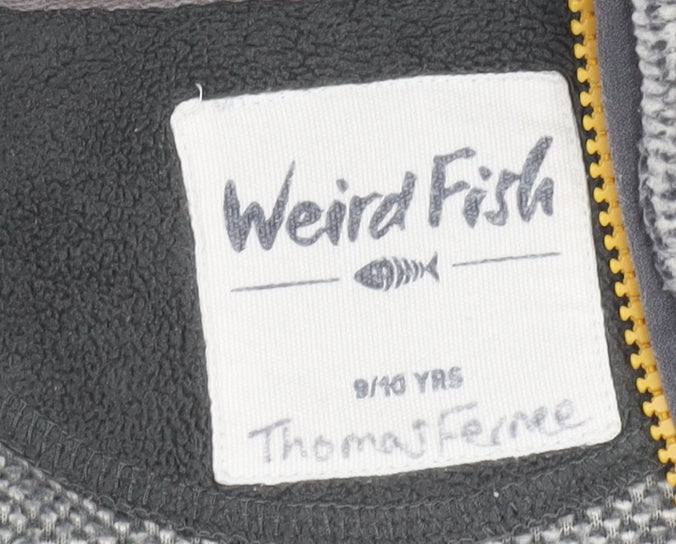 Weird Fish
9/10 YRS
Thomas Fernee